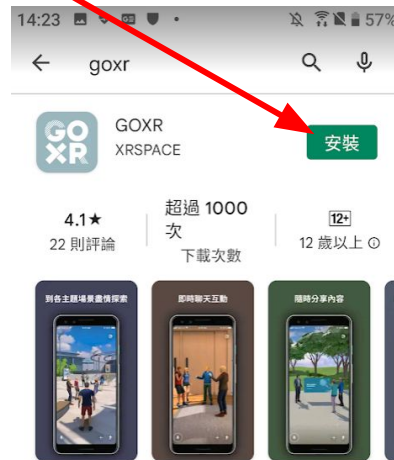 14:23 57%
goxr
GO
XR
GOXR
XRSPACE
安裝
4.1★
22 則評論
超過 1000
次
下載次數
12+
12 歲以上
到各主題場景盡情探索
即時聊天互動
隨時分享內容